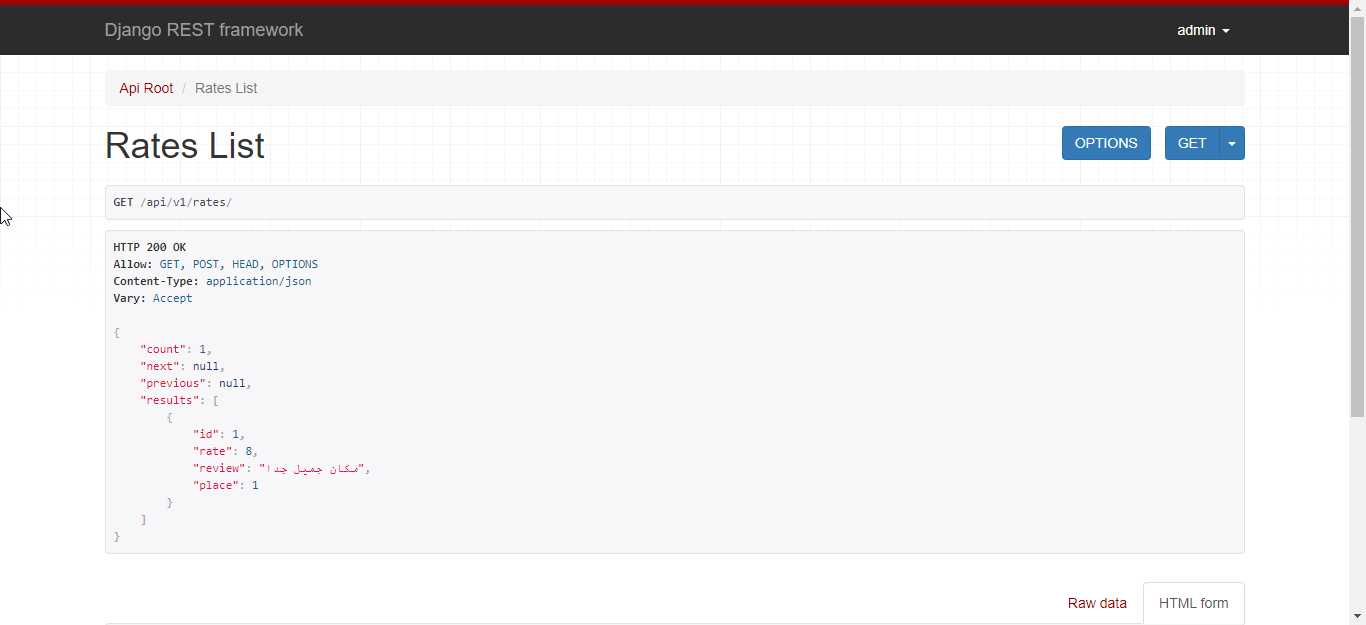 Django REST framework
admin
Api Root / Rates List
Rates List
OPTIONS
GET
GET /api/v1/rates/
HTTP 200 OK
Allow: GET, POST, HEAD, OPTIONS
Content-Type: application/json
Vary: Accept
{
"count": 1,
"next": null,
"previous": null,
"results": [
{
"id": 1,
"rate": 8,
"review": "مكان جميل جدا",
"place": 1
}
]
}
Raw data
HTML form